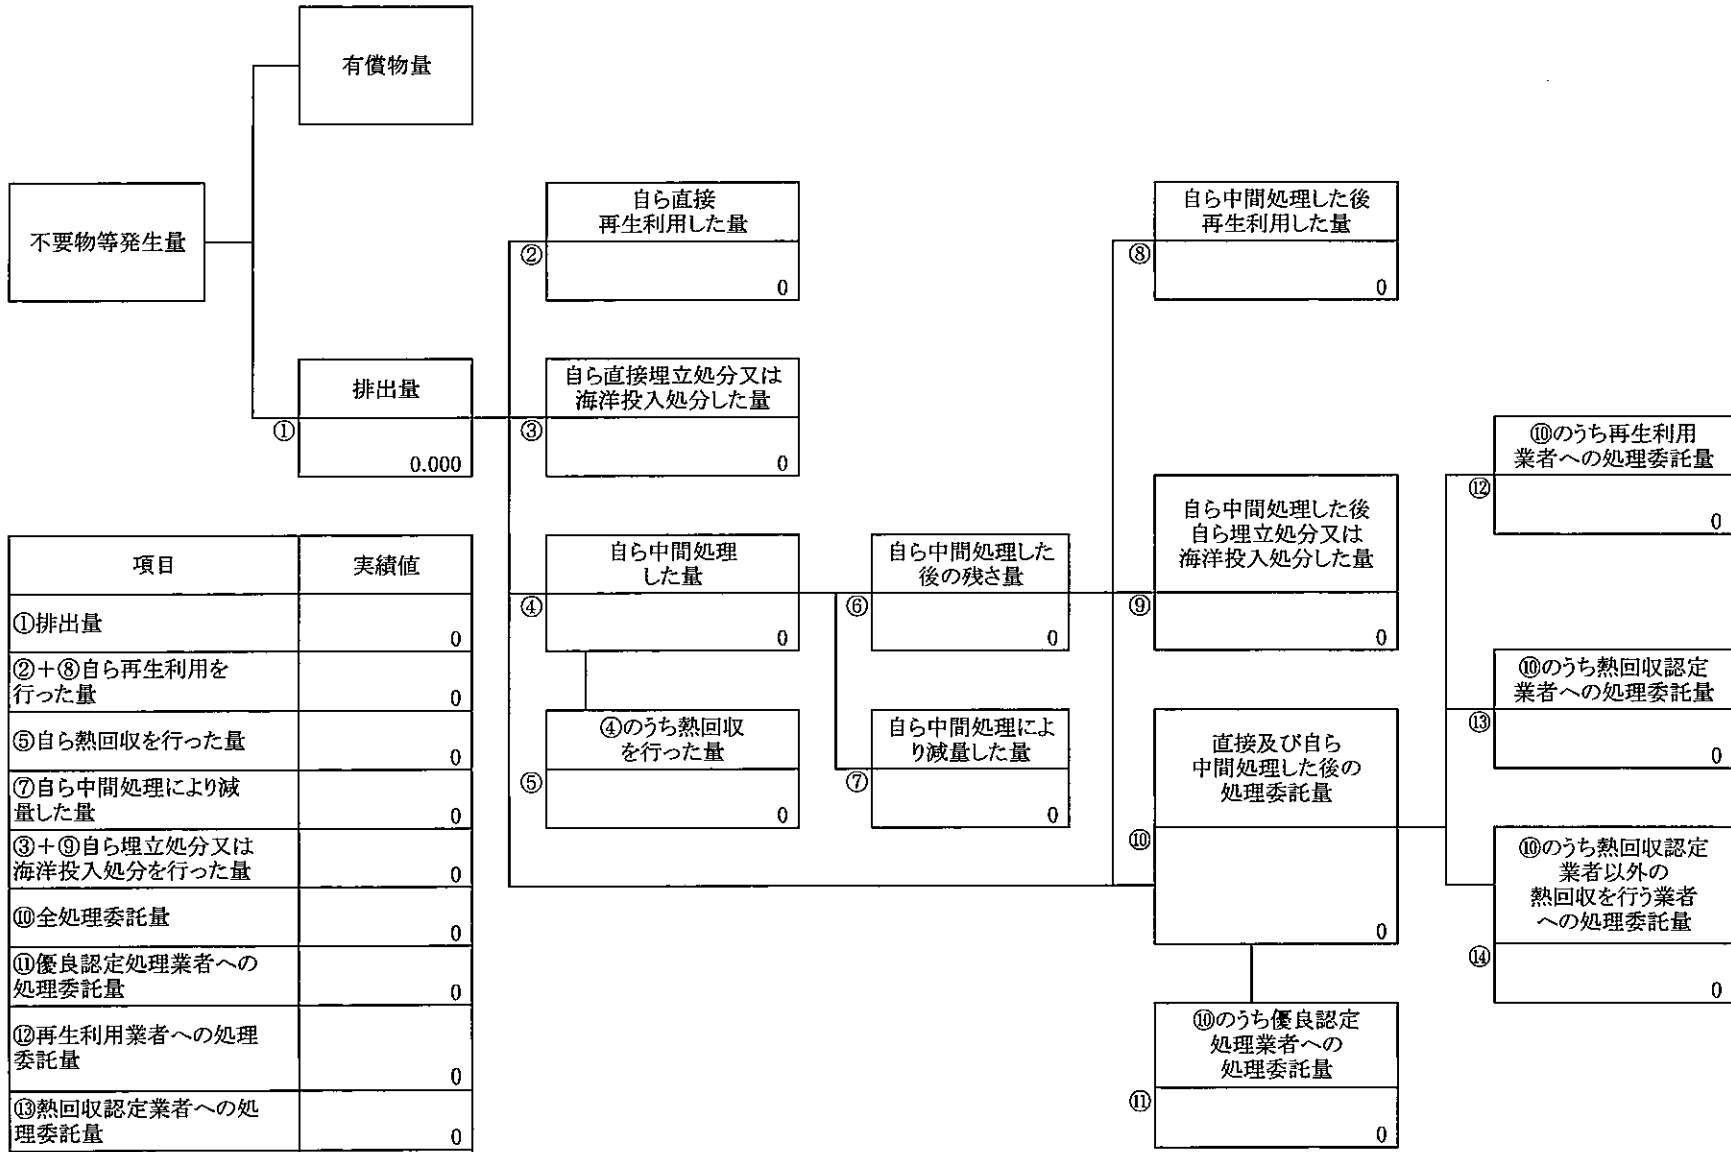 有償物量
不要物等発生量
自ら直接
再生利用した量
②
0
自ら中間処理した後
再生利用した量
⑧
0
排出量
①
0.000
自ら直接埋立処分又は
海洋投入処分した量
③
0
⑩のうち再生利用
業者への処理委託量
⑫
0
自ら中間処理
した量
④
0
自ら中間処理した
後の残さ量
⑥
0
自ら中間処理した後
自ら埋立処分又は
海洋投入処分した量
⑨
0
⑩のうち熱回収認定
業者への処理委託量
⑬
0
④のうち熱回収
を行った量
⑤
0
自ら中間処理によ
り減量した量
⑦
0
直接及び自ら
中間処理した後の
処理委託量
⑩
0
⑩のうち熱回収認定
業者以外の
熱回収を行う業者
への処理委託量
⑭
0
⑩のうち優良認定
処理業者への
処理委託量
⑪
0
項目 実績値
①排出量
0
②+⑧自ら再生利用を
行った量 0
⑤自ら熱回収を行った量
0
⑦自ら中間処理により減
量した量 0
③+⑨自ら埋立処分又は
海洋投入処分を行った量 0
⑩全処理委託量
0
⑪優良認定処理業者への
処理委託量 0
⑫再生利用業者への処理
委託量
0
⑬熱回収認定業者への処
理委託量 0